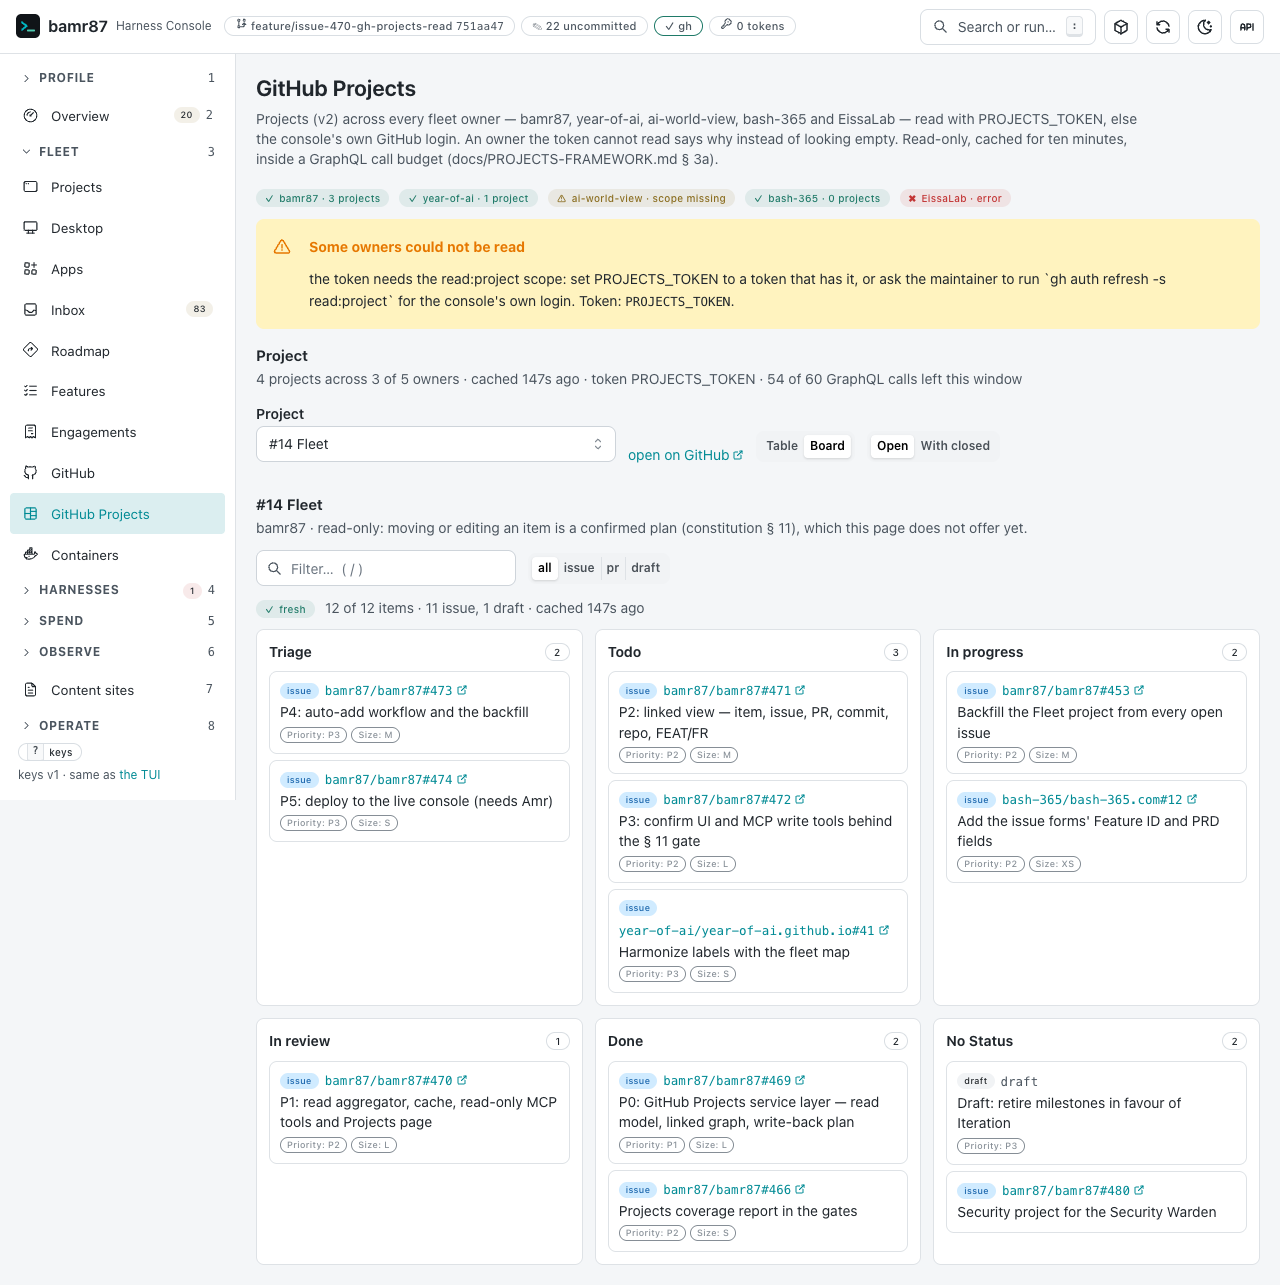 bamr87 Harness Console feature/issue-470-gh-projects-read 751aa47 22 uncommitted ✓ gh 0 tokens Search or run... : API
PROFILE 1
Overview 20 2
FLEET 3
Projects
Desktop
Apps
Inbox 83
Roadmap
Features
Engagements
GitHub
GitHub Projects
Containers
HARNESSES 1 4
SPEND 5
OBSERVE 6
Content sites 7
OPERATE 8
? keys
keys v1 · same as the TUI
GitHub Projects
Projects (v2) across every fleet owner — bamr87, year-of-ai, ai-world-view, bash-365 and EissaLab — read with PROJECTS_TOKEN, else
the console's own GitHub login. An owner the token cannot read says why instead of looking empty. Read-only, cached for ten minutes,
inside a GraphQL call budget (docs/PROJECTS-FRAMEWORK.md § 3a).
✓ bamr87 · 3 projects ✓ year-of-ai · 1 project ⚠ ai-world-view · scope missing ✓ bash-365 · 0 projects ✖ EissaLab · error
Some owners could not be read
the token needs the read:project scope: set PROJECTS_TOKEN to a token that has it, or ask the maintainer to run `gh auth refresh -s
read:project` for the console's own login. Token: PROJECTS_TOKEN.
Project
4 projects across 3 of 5 owners · cached 147s ago · token PROJECTS_TOKEN · 54 of 60 GraphQL calls left this window
Project
#14 Fleet open on GitHub Table Board Open With closed
#14 Fleet
bamr87 · read-only: moving or editing an item is a confirmed plan (constitution § 11), which this page does not offer yet.
Filter... ( / ) all issue pr draft
✓ fresh 12 of 12 items · 11 issue, 1 draft · cached 147s ago
Triage 2
issue bamr87/bamr87#473
P4: auto-add workflow and the backfill
Priority: P3 Size: M
issue bamr87/bamr87#474
P5: deploy to the live console (needs Amr)
Priority: P3 Size: S
Todo 3
issue bamr87/bamr87#471
P2: linked view — item, issue, PR, commit,
repo, FEAT/FR
Priority: P2 Size: M
issue bamr87/bamr87#472
P3: confirm UI and MCP write tools behind
the § 11 gate
Priority: P2 Size: L
issue
year-of-ai/year-of-ai.github.io#41
Harmonize labels with the fleet map
Priority: P3 Size: S
In progress 2
issue bamr87/bamr87#453
Backfill the Fleet project from every open
issue
Priority: P2 Size: M
issue bash-365/bash-365.com#12
Add the issue forms' Feature ID and PRD
fields
Priority: P2 Size: XS
In review 1
issue bamr87/bamr87#470
P1: read aggregator, cache, read-only MCP
tools and Projects page
Priority: P2 Size: L
Done 2
issue bamr87/bamr87#469
P0: GitHub Projects service layer — read
model, linked graph, write-back plan
Priority: P1 Size: L
issue bamr87/bamr87#466
Projects coverage report in the gates
Priority: P2 Size: S
No Status 2
draft draft
Draft: retire milestones in favour of
Iteration
Priority: P3
issue bamr87/bamr87#480
Security project for the Security Warden